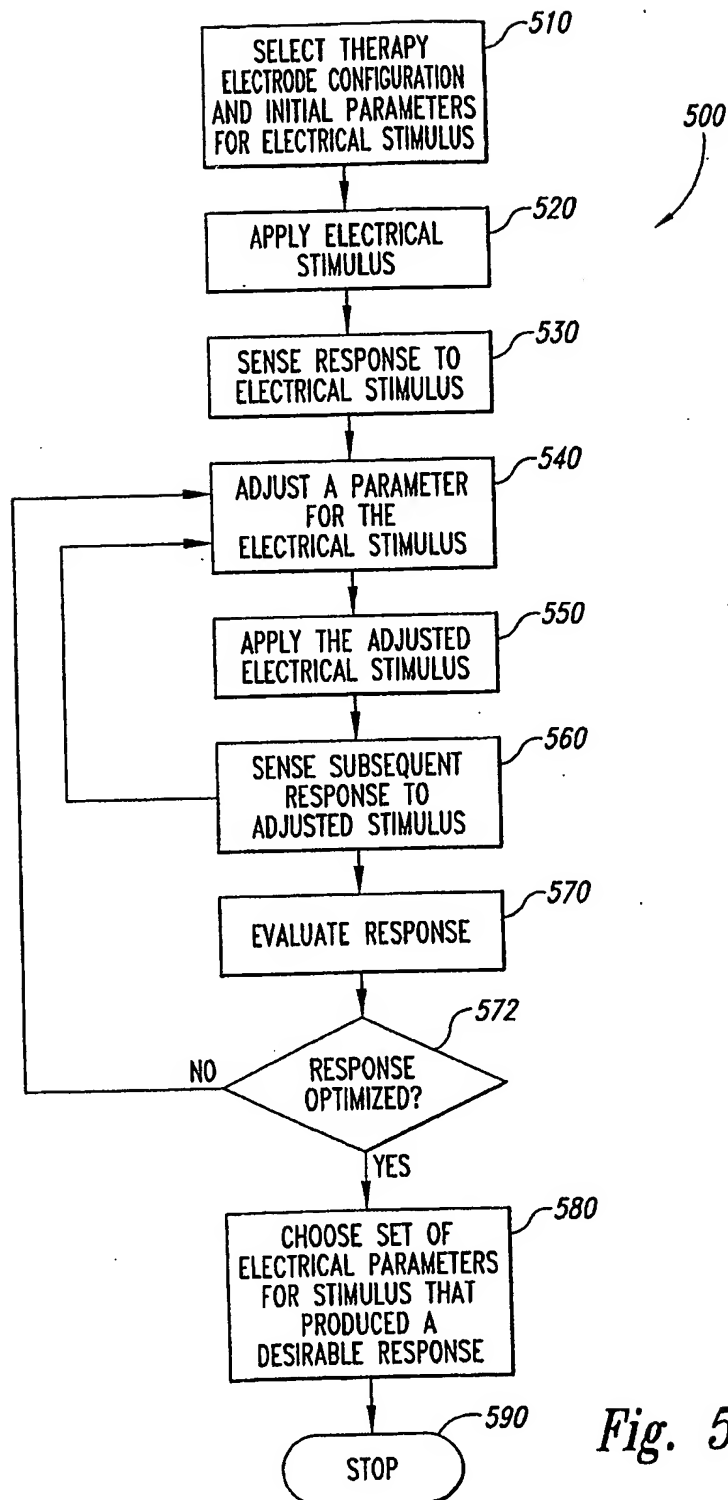 510
SELECT THERAPY
ELECTRODE CONFIGURATION
AND INITIAL PARAMETERS
FOR ELECTRICAL STIMULUS
500
520
APPLY ELECTRICAL
STIMULUS
530
SENSE RESPONSE TO
ELECTRICAL STIMULUS
540
ADJUST A PARAMETER
FOR THE
ELECTRICAL STIMULUS
550
APPLY THE ADJUSTED
ELECTRICAL STIMULUS
560
SENSE SUBSEQUENT
RESPONSE TO
ADJUSTED STIMULUS
570
EVALUATE RESPONSE
572
NO
RESPONSE
OPTIMIZED?
YES
580
CHOOSE SET OF
ELECTRICAL PARAMETERS
FOR STIMULUS THAT
PRODUCED A
DESIRABLE RESPONSE
590
STOP
Fig. 5